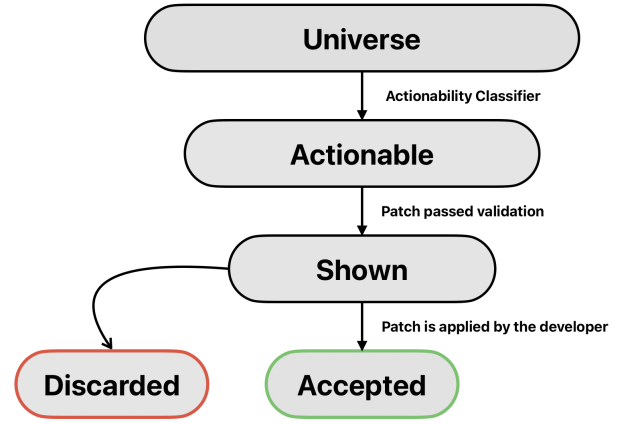 Universe
Actionability Classifier
Actionable
Patch passed validation
Shown
Patch is applied by the developer
Discarded
Accepted